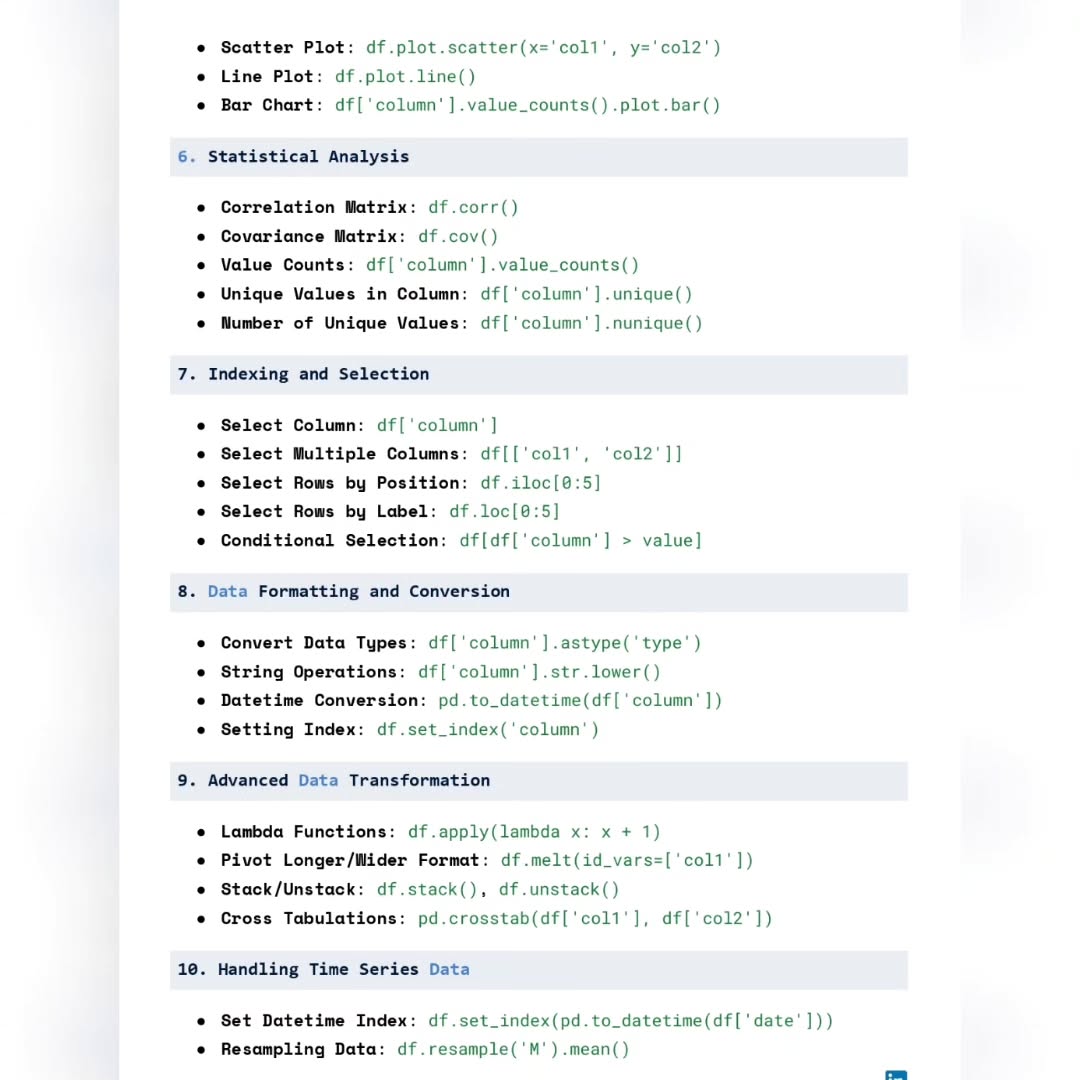 • Scatter Plot: df.plot.scatter(x='col1', y='col2')
• Line Plot: df.plot.line()
• Bar Chart: df['column'].value_counts().plot.bar()
6. Statistical Analysis
• Correlation Matrix: df.corr()
• Covariance Matrix: df.cov()
• Value Counts: df['column'].value_counts()
• Unique Values in Column: df['column'].unique()
• Number of Unique Values: df['column'].nunique()
7. Indexing and Selection
• Select Column: df['column']
• Select Multiple Columns: df[['col1', 'col2']]
• Select Rows by Position: df.iloc[0:5]
• Select Rows by Label: df.loc[0:5]
• Conditional Selection: df[df['column'] > value]
8. Data Formatting and Conversion
• Convert Data Types: df['column'].astype('type')
• String Operations: df['column'].str.lower()
• Datetime Conversion: pd.to_datetime(df['column'])
• Setting Index: df.set_index('column')
9. Advanced Data Transformation
• Lambda Functions: df.apply(lambda x: x + 1)
• Pivot Longer/Wider Format: df.melt(id_vars=['col1'])
• Stack/Unstack: df.stack(), df.unstack()
• Cross Tabulations: pd.crosstab(df['col1'], df['col2'])
10. Handling Time Series Data
• Set Datetime Index: df.set_index(pd.to_datetime(df['date']))
• Resampling Data: df.resample('M').mean()